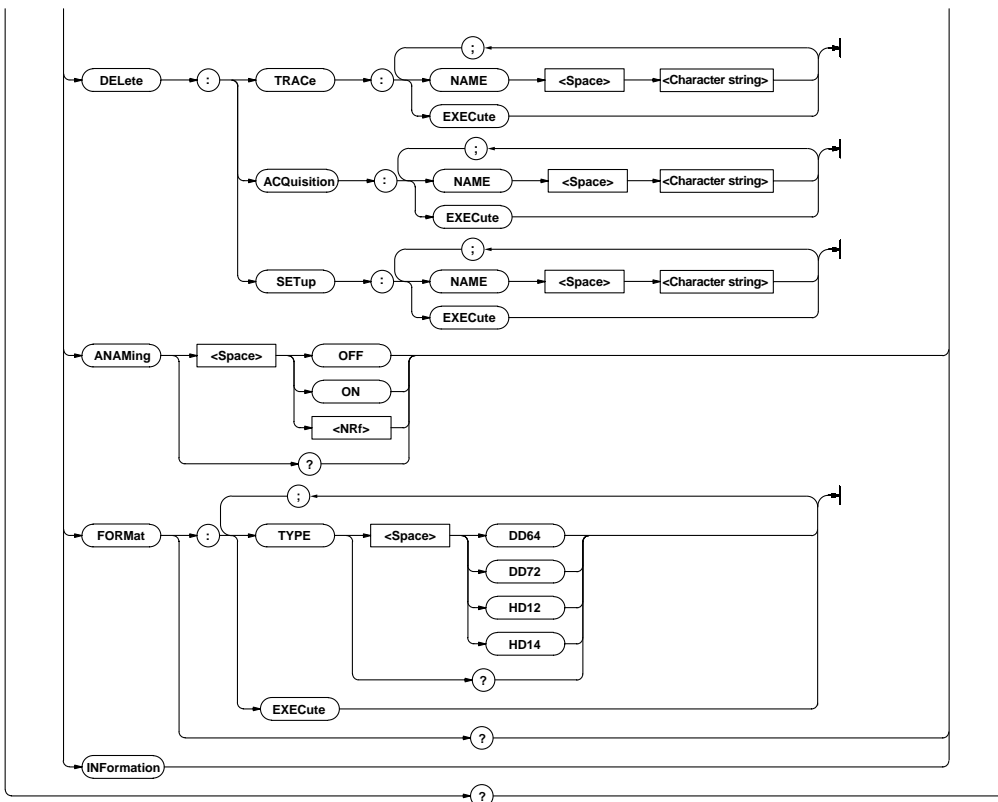 ;
DELete : TRACe : NAME <Space> <Character string>
EXECute
;
ACQuisition : NAME <Space> <Character string>
EXECute
;
SETup : NAME <Space> <Character string>
EXECute
ANAMing <Space> OFF
ON
<NRf>
?
;
FORMat : TYPE <Space> DD64
DD72
HD12
HD14
?
EXECute
?
INFormation
?